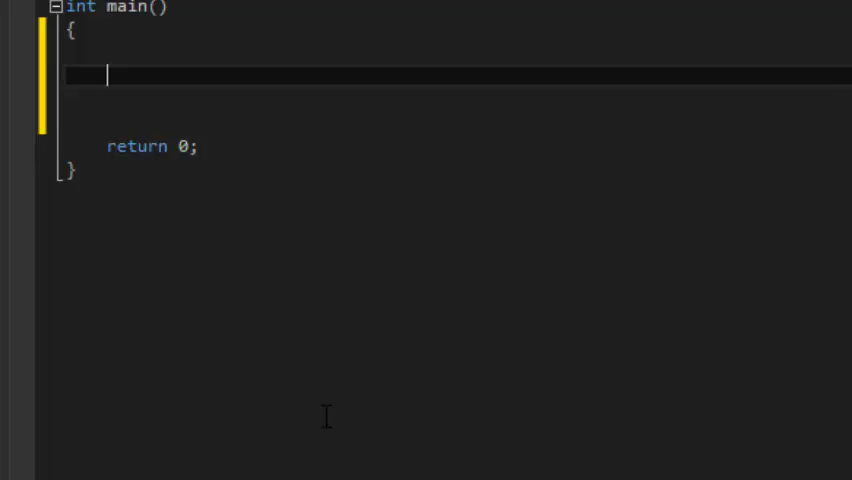 int main()
{
return 0;
}